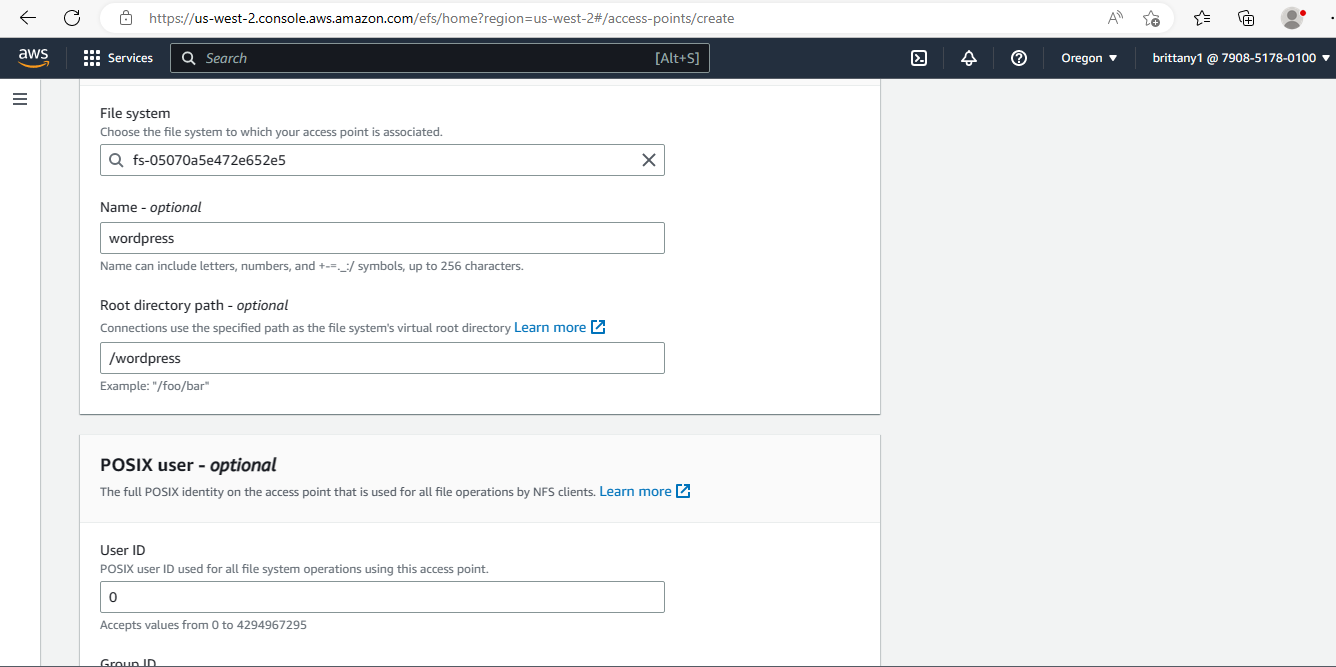 https://us-west-2.console.aws.amazon.com/efs/home?region=us-west-2#/access-points/create
aws
Services
Search
[Alt+S]
Oregon
brittany1 @ 7908-5178-0100
File system
Choose the file system to which your access point is associated.
fs-05070a5e472e652e5
Name - optional
wordpress
Name can include letters, numbers, and +-=._:/ symbols, up to 256 characters.
Root directory path - optional
Connections use the specified path as the file system's virtual root directory Learn more
/wordpress
Example: "/foo/bar"
POSIX user - optional
The full POSIX identity on the access point that is used for all file operations by NFS clients. Learn more
User ID
POSIX user ID used for all file system operations using this access point.
0
Accepts values from 0 to 4294967295
Group ID